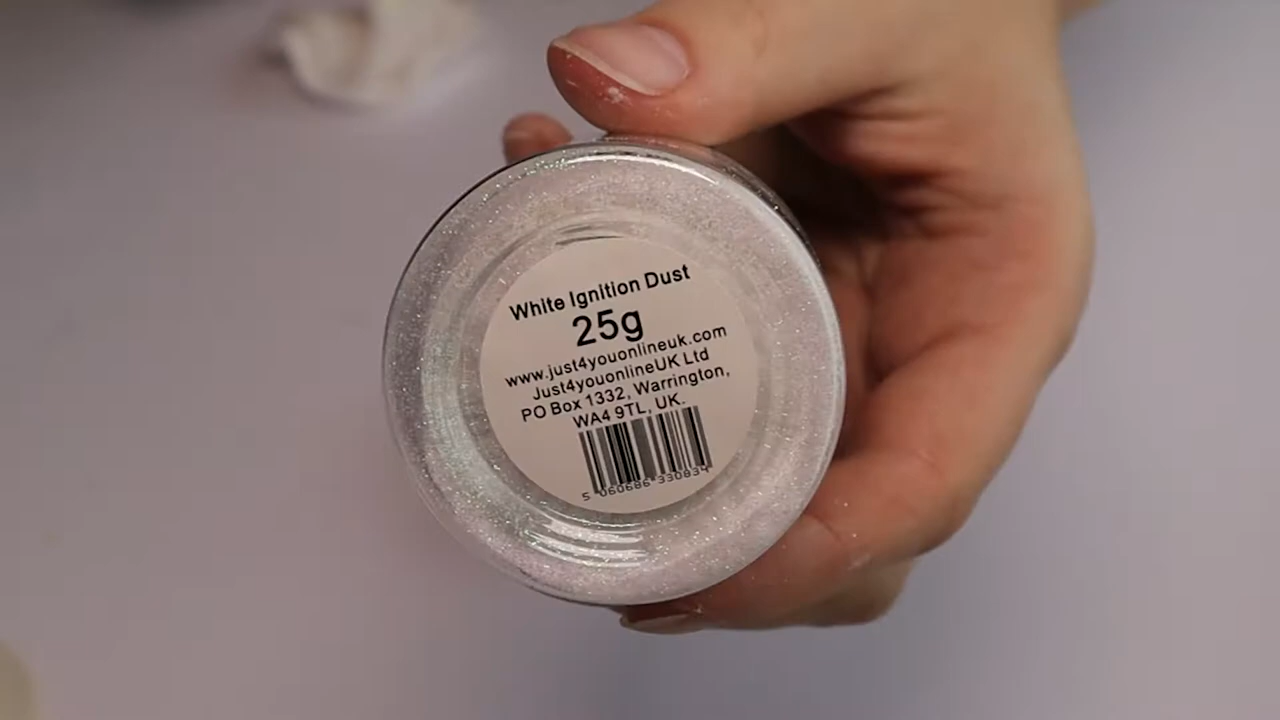 White Ignition Dust
25g
www.just4youonlineuk.com
Just4youonlineUK Ltd
PO Box 1332, Warrington,
WA4 9TL, UK.
5 060686 330834